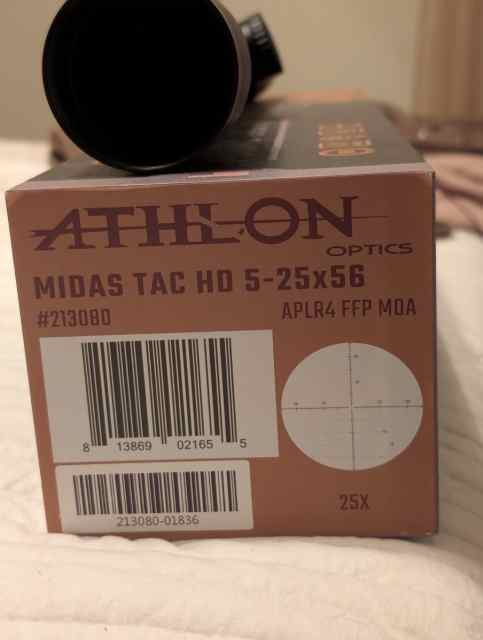 ATHLON
OPTICS
MIDAS TAC HD 5-25x56
#213080
APLR4 FFP MOA
8 13869 02165 5
213080-01836
25X